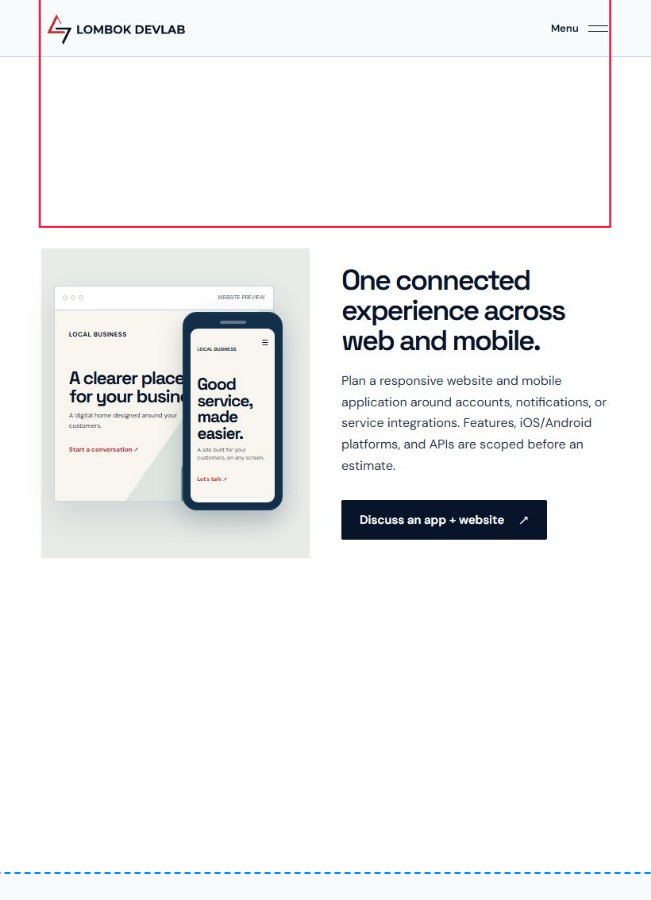 LOMBOK DEVLAB
Menu
WEBSITE PREVIEW
LOCAL BUSINESS
A clearer place
for your busin
A digital home designed around your
customers.
Start a conversation ↗
LOCAL BUSINESS
Good
service,
made
easier.
A site built for your
customers, on any screen.
Let's talk ↗
One connected
experience across
web and mobile.
Plan a responsive website and mobile
application around accounts, notifications, or
service integrations. Features, iOS/Android
platforms, and APIs are scoped before an
estimate.
Discuss an app + website ↗